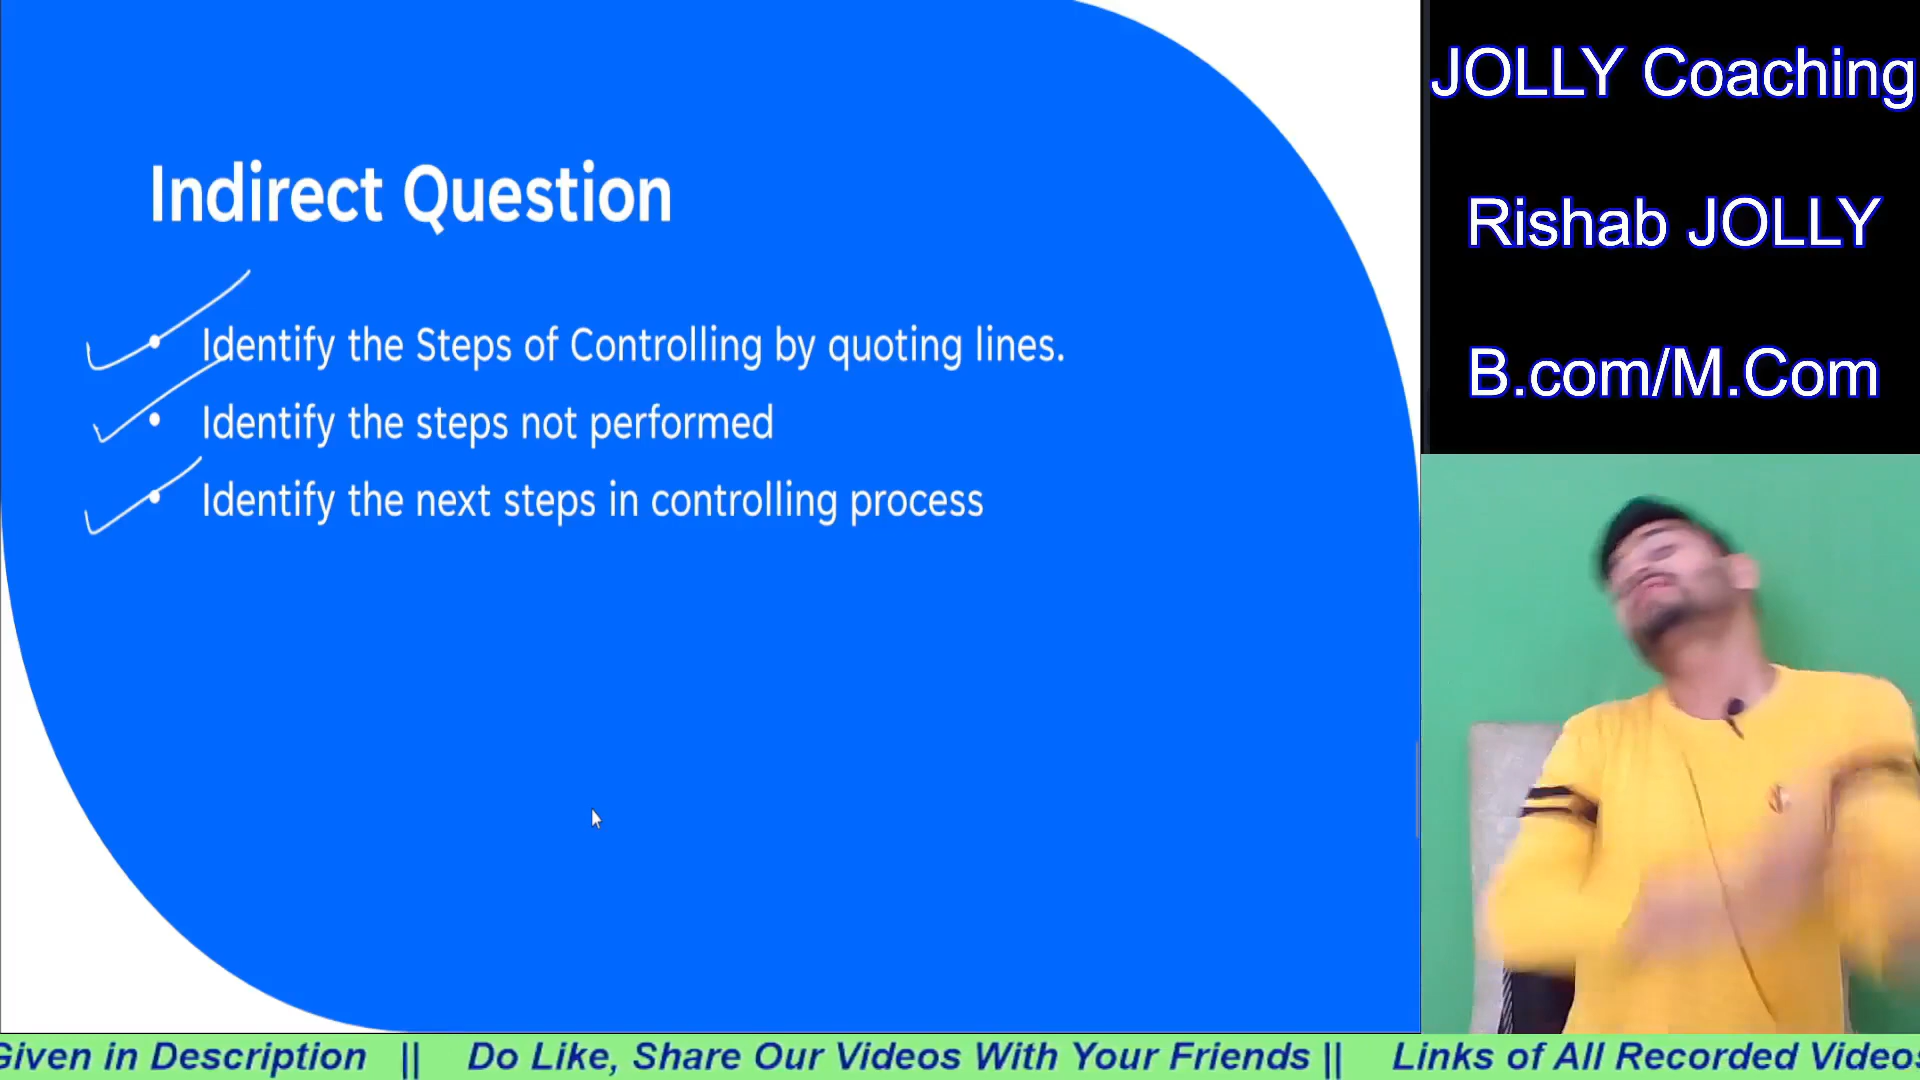 Indirect Question
• Identify the Steps of Controlling by quoting lines.
• Identify the steps not performed
• Identify the next steps in controlling process
JOLLY Coaching
Rishab JOLLY
B.com/M.Com
Given in Description || Do Like, Share Our Videos With Your Friends || Links of All Recorded Videos